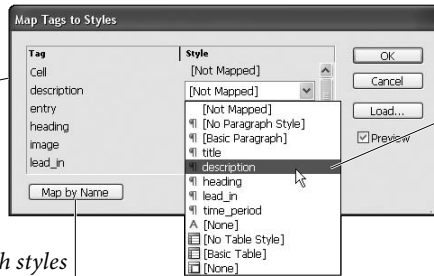 Map Tags to Styles
Tag Style
Cell [Not Mapped]
description [Not Mapped]
entry [Not Mapped]
heading ¶ [No Paragraph Style]
image ¶ [Basic Paragraph]
lead_in ¶ title
¶ description
¶ heading
¶ lead_in
¶ time_period
A [None]
[No Table Style]
[Basic Table]
[None]
OK
Cancel
Load...
Preview
Map by Name
h styles